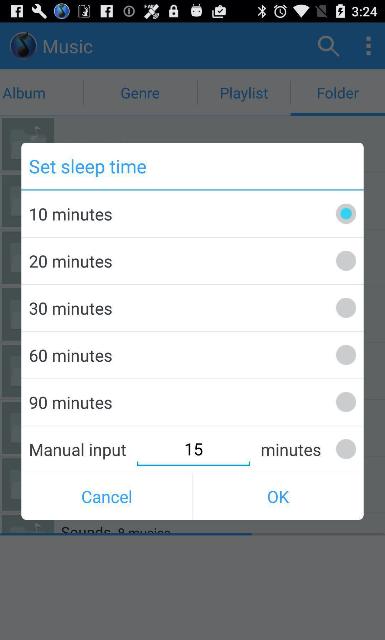 3:24
Music
Album Genre Playlist Folder
Set sleep time
10 minutes
20 minutes
30 minutes
60 minutes
90 minutes
Manual input 15 minutes
Cancel OK
Sounds 8 musics